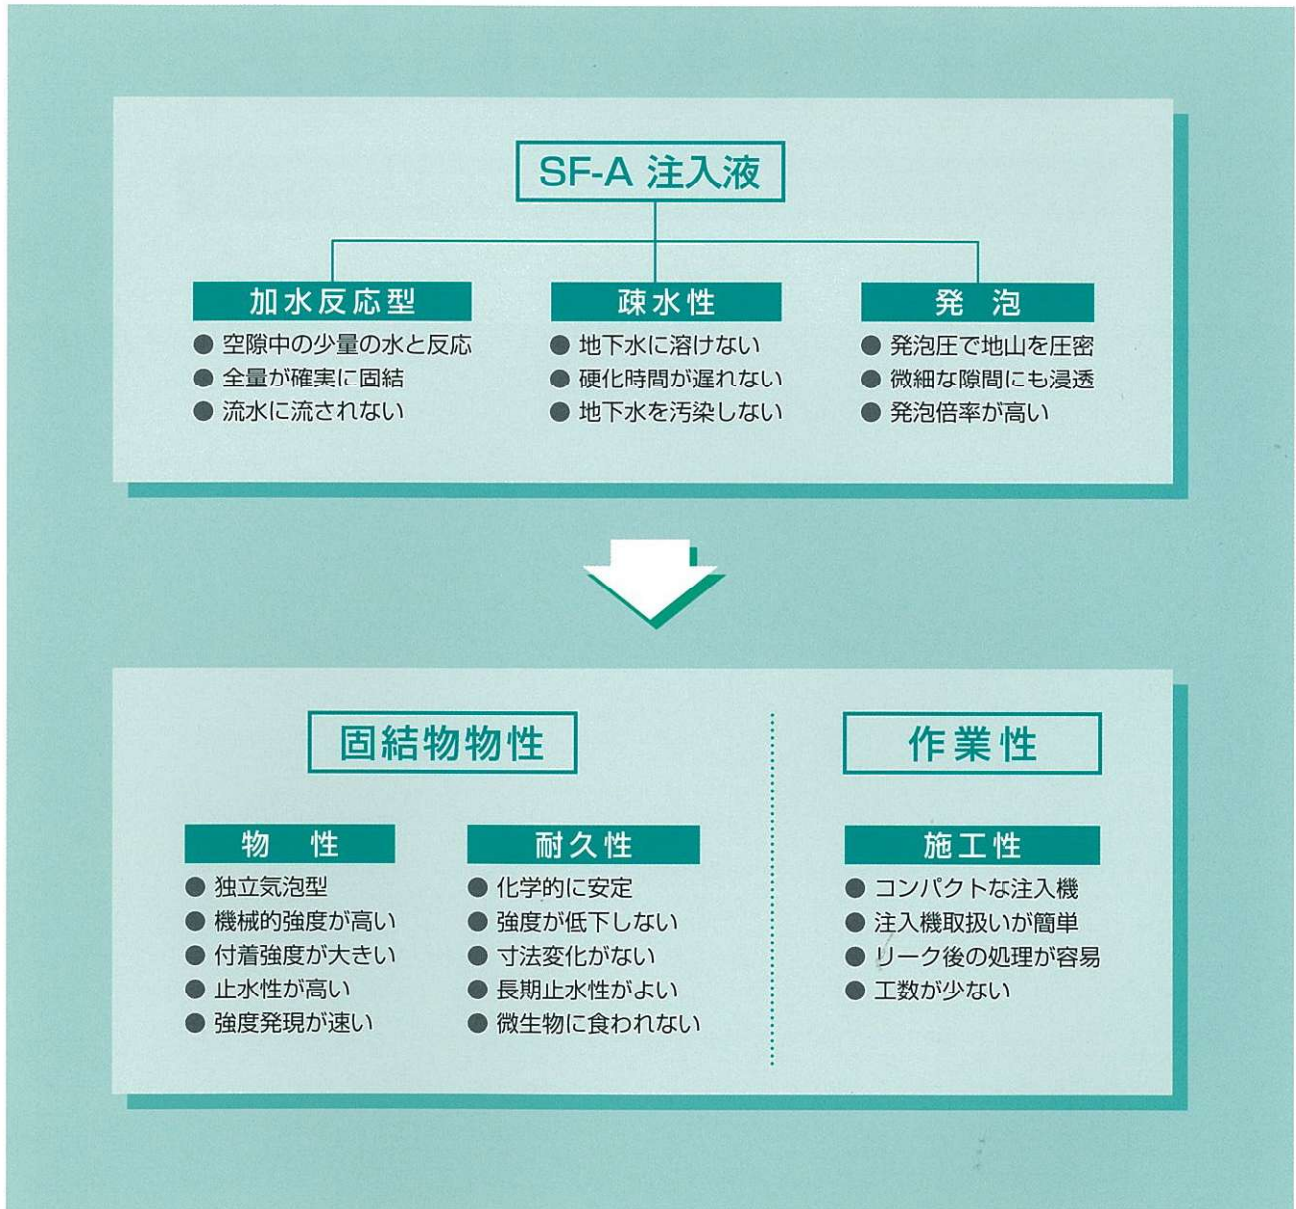 SF-A 注入液
加水反応型
● 空隙中の少量の水と反応
● 全量が確実に固結
● 流水に流されない
疎水性
● 地下水に溶けない
● 硬化時間が遅れない
● 地下水を汚染しない
発 泡
● 発泡圧で地山を圧密
● 微細な隙間にも浸透
● 発泡倍率が高い
固結物物性
物 性
● 独立気泡型
● 機械的強度が高い
● 付着強度が大きい
● 止水性が高い
● 強度発現が速い
耐久性
● 化学的に安定
● 強度が低下しない
● 寸法変化がない
● 長期止水性がよい
● 微生物に食われない
作業性
施工性
● コンパクトな注入機
● 注入機取扱いが簡単
● リーク後の処理が容易
● 工数が少ない